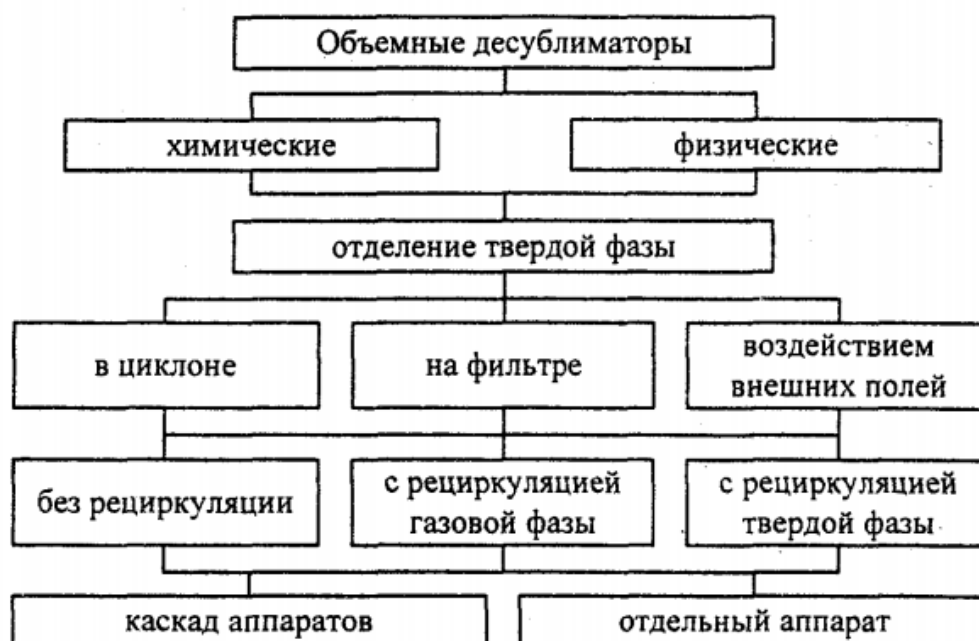 Объемные десублиматоры
химические
физические
отделение твердой фазы
в циклоне
на фильтре
воздействием
внешних полей
без рециркуляции
с рециркуляцией
газовой фазы
с рециркуляцией
твердой фазы
каскад аппаратов
отдельный аппарат